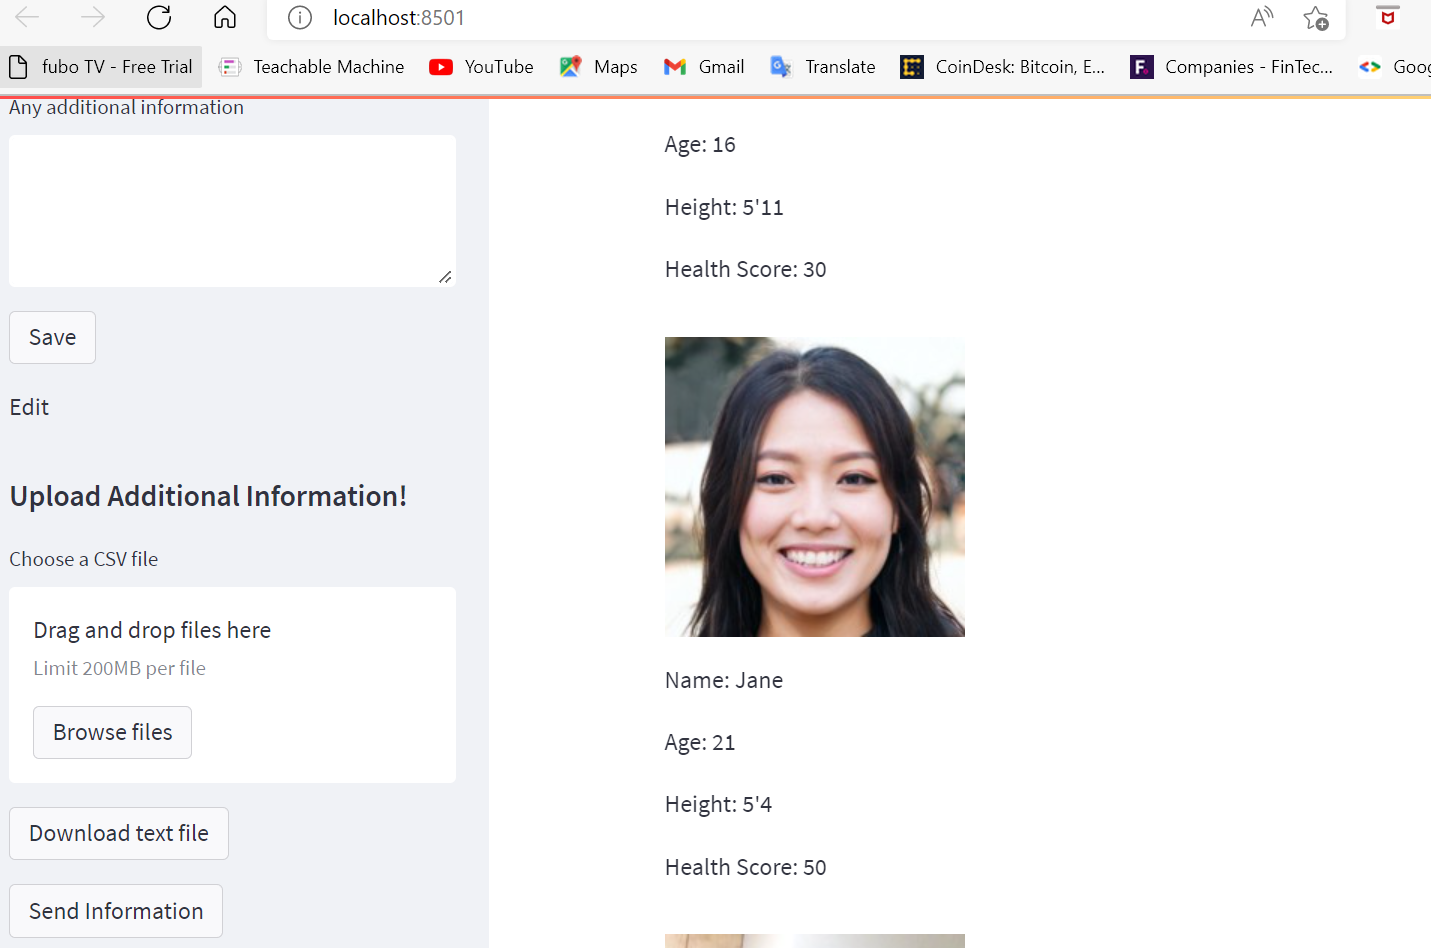 localhost:8501
fubo TV - Free Trial
Teachable Machine
YouTube
Maps
Gmail
Translate
CoinDesk: Bitcoin, E...
Companies - FinTec...
Goog
Any additional information
Save
Edit
Upload Additional Information!
Choose a CSV file
Drag and drop files here
Limit 200MB per file
Browse files
Download text file
Send Information
Age: 16
Height: 5'11
Health Score: 30
Name: Jane
Age: 21
Height: 5'4
Health Score: 50